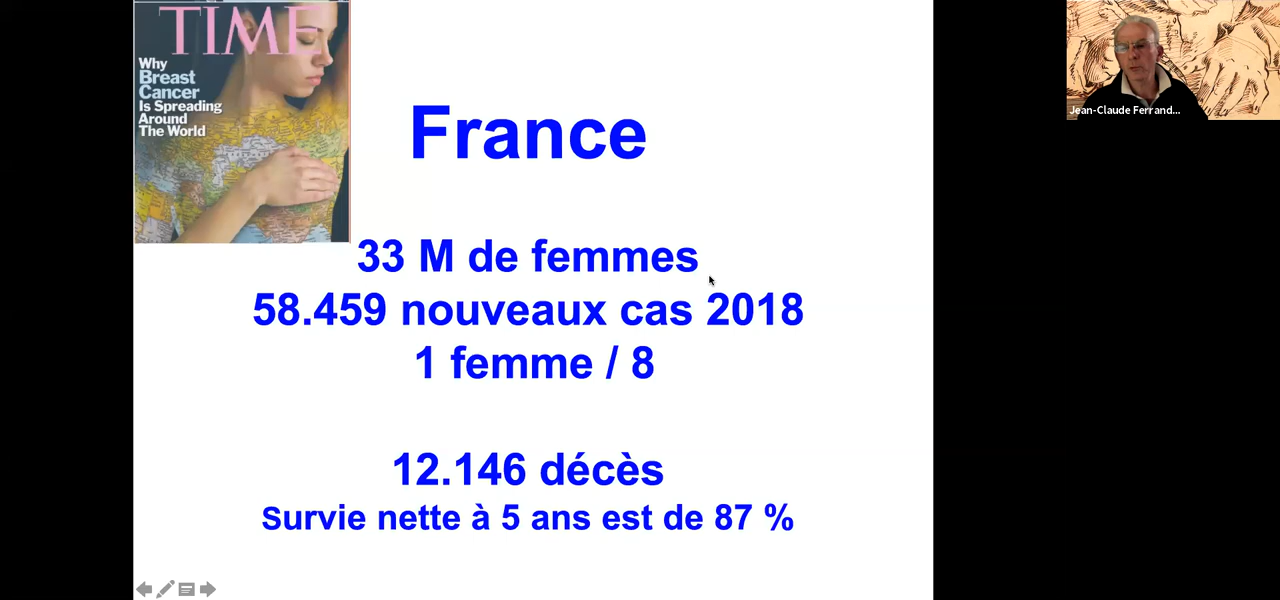 TIME
Why
Breast
Cancer
Is Spreading
Around
The World
Jean-Claude Ferrand...
France
33 M de femmes
58.459 nouveaux cas 2018
1 femme / 8
12.146 décès
Survie nette à 5 ans est de 87 %